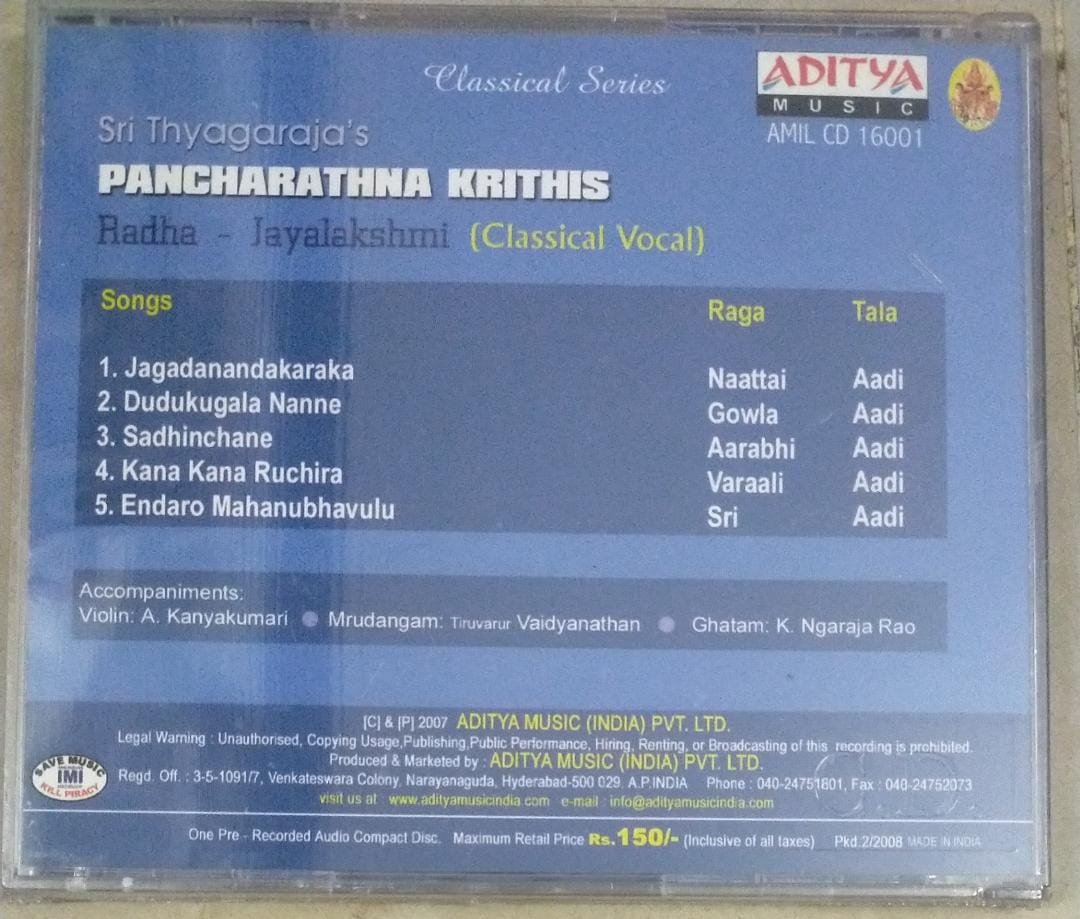 Classical Series
ADITYA
MUSIC
AMIL CD 16001
Sri Thyagaraja's
PANCHARATHNA KRITHIS
Radha - Jayalakshmi (Classical Vocal)
Songs Raga Tala
1. Jagadanandakaraka Naattai Aadi
2. Dudukugala Nanne Gowla Aadi
3. Sadhinchane Aarabhi Aadi
4. Kana Kana Ruchira Varaali Aadi
5. Endaro Mahanubhavulu Sri Aadi
Accompaniments:
Violin: A. Kanyakumari Mrudangam: Tiruvarur Vaidyanathan Ghatam: K. Ngaraja Rao
[C] & [P] 2007 ADITYA MUSIC (INDIA) PVT. LTD.
Legal Warning : Unauthorised, Copying Usage,Publishing,Public Performance, Hiring, Renting, or Broadcasting of this recording is prohibited.
Produced & Marketed by : ADITYA MUSIC (INDIA) PVT. LTD.
Regd. Off. : 3-5-1091/7, Venkateswara Colony, Narayanaguda, Hyderabad-500 029. A.P.INDIA Phone : 040-24751801, Fax : 040-24752073
visit us at www.adityamusicindia.com e-mail : info@adityamusicindia.com
SAVE MUSIC
IMI
KILL PIRACY
One Pre - Recorded Audio Compact Disc. Maximum Retail Price Rs.150/- (Inclusive of all taxes) Pkd.2/2008 MADE IN INDIA